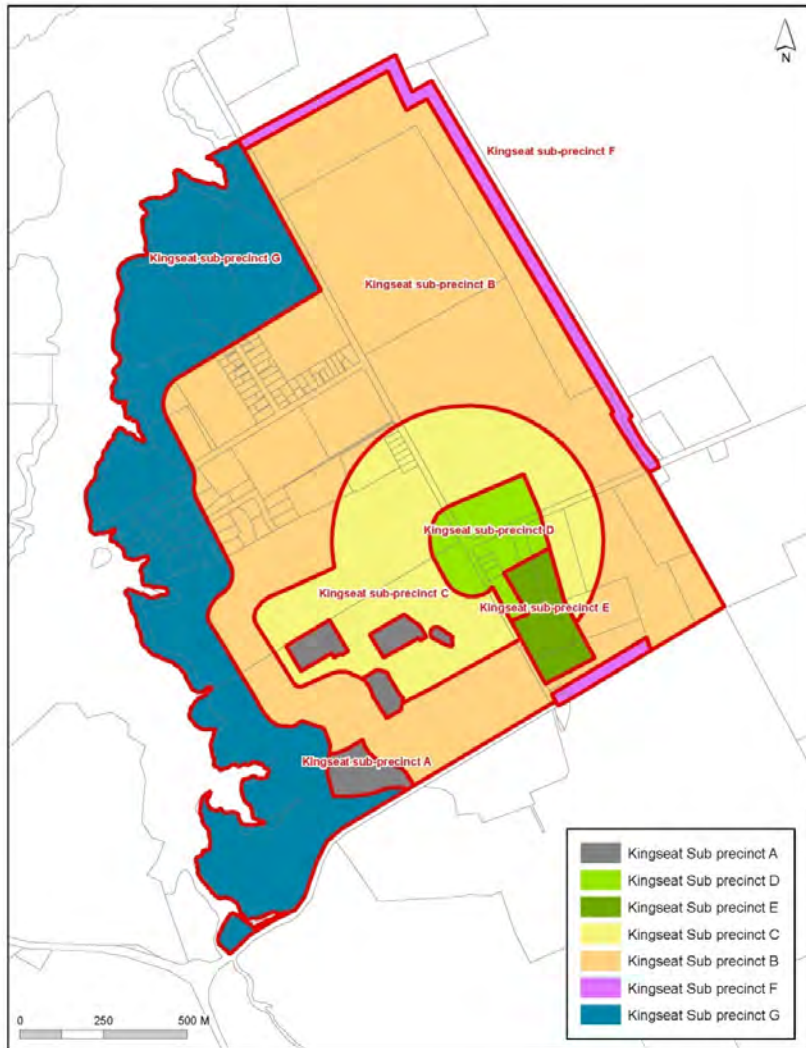 N
Kingseat sub-precinct F
Kingseat sub-precinct G
Kingseat sub-precinct B
Kingseat sub-precinct D
Kingseat sub-precinct C
Kingseat sub-precinct E
Kingseat sub-precinct A
Kingseat Sub precinct A
Kingseat Sub precinct D
Kingseat Sub precinct E
Kingseat Sub precinct C
Kingseat Sub precinct B
Kingseat Sub precinct F
Kingseat Sub precinct G
0 250 500 M